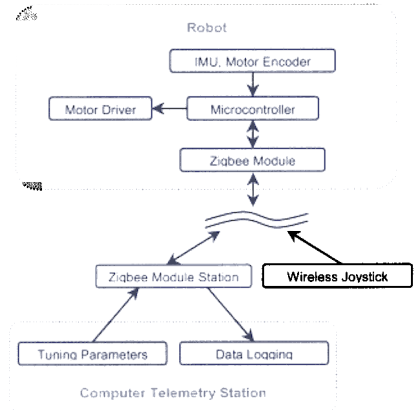 Robot
IMU, Motor Encoder
Motor Driver
Microcontroller
Zigbee Module
Zigbee Module Station
Wireless Joystick
Tuning Parameters
Data Logging
Computer Telemetry Station